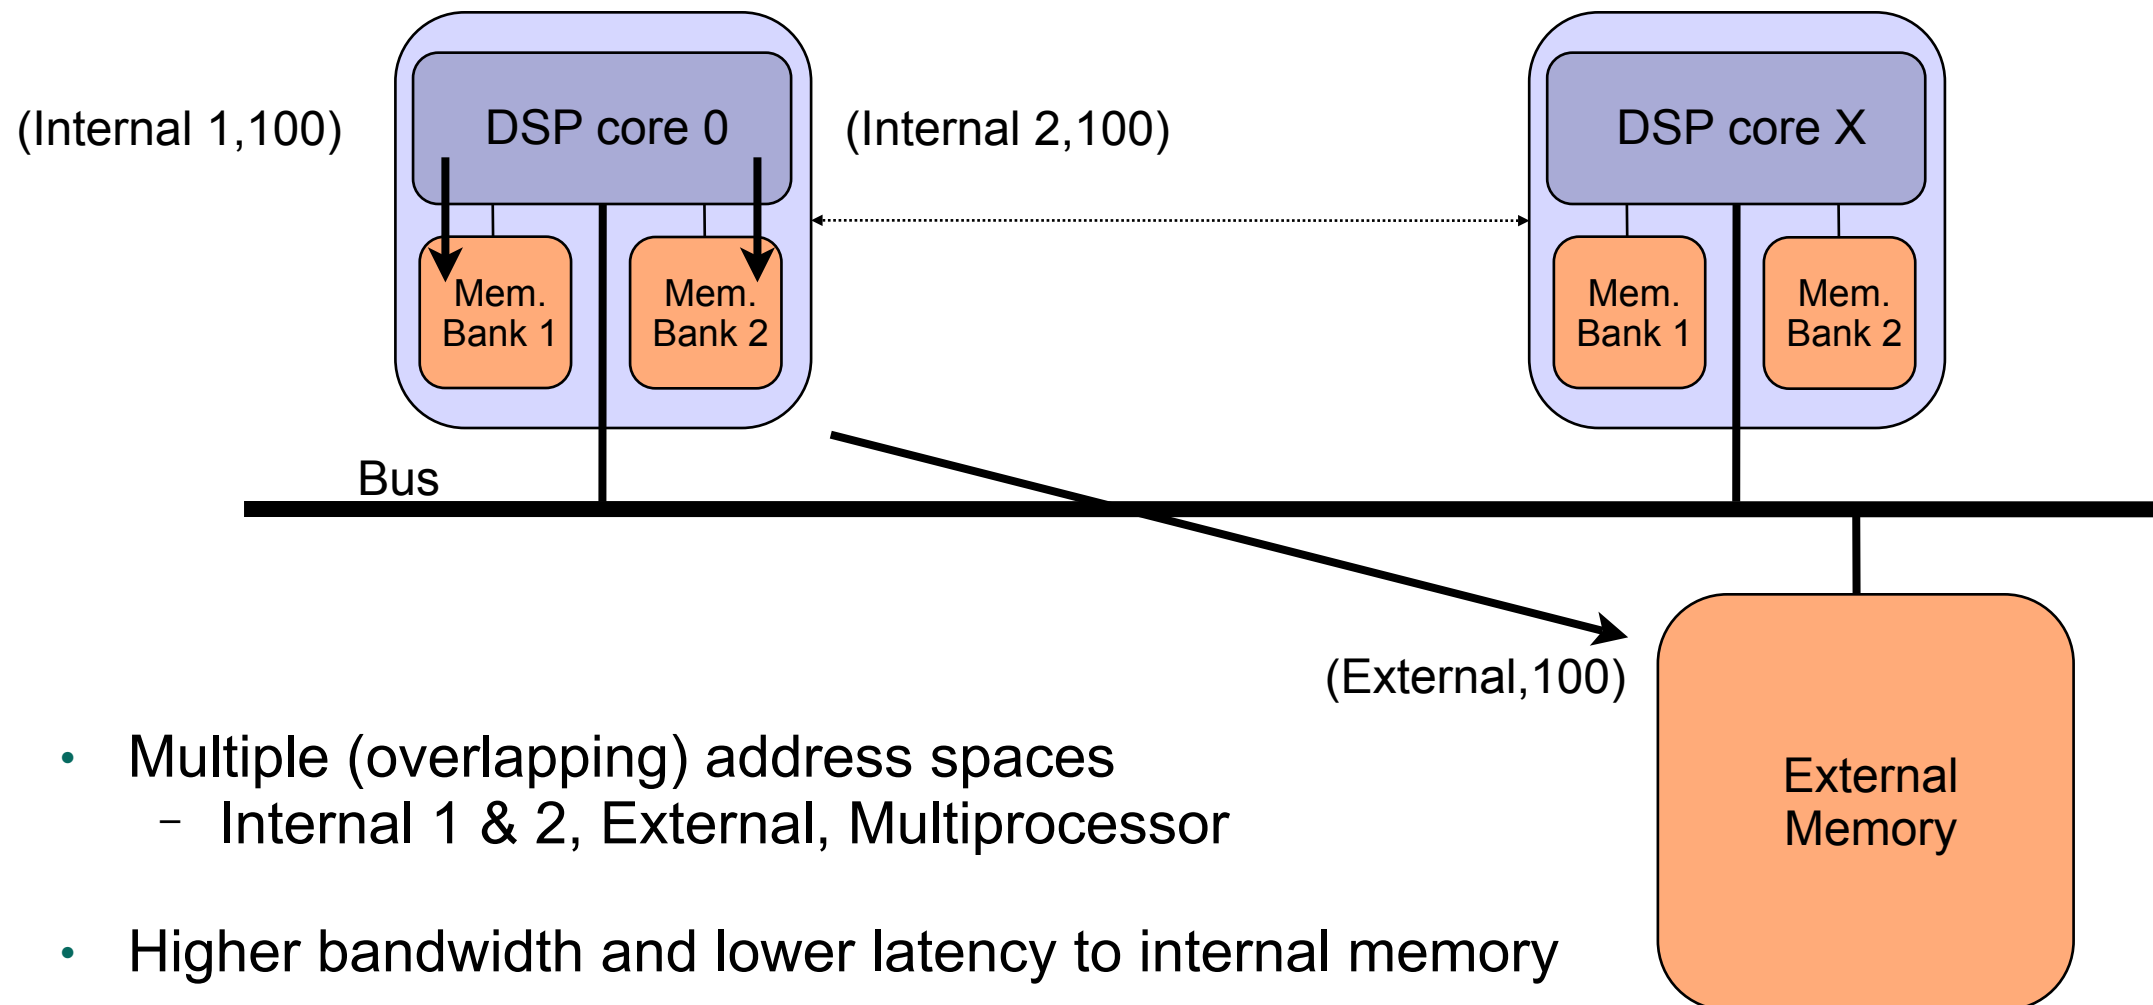 (Internal 1,100)
DSP core 0
(Internal 2,100)
DSP core X
Mem.
Bank 1
Mem.
Bank 2
Mem.
Bank 1
Mem.
Bank 2
Bus
(External,100)
External
Memory
• Multiple (overlapping) address spaces
– Internal 1 & 2, External, Multiprocessor
• Higher bandwidth and lower latency to internal memory